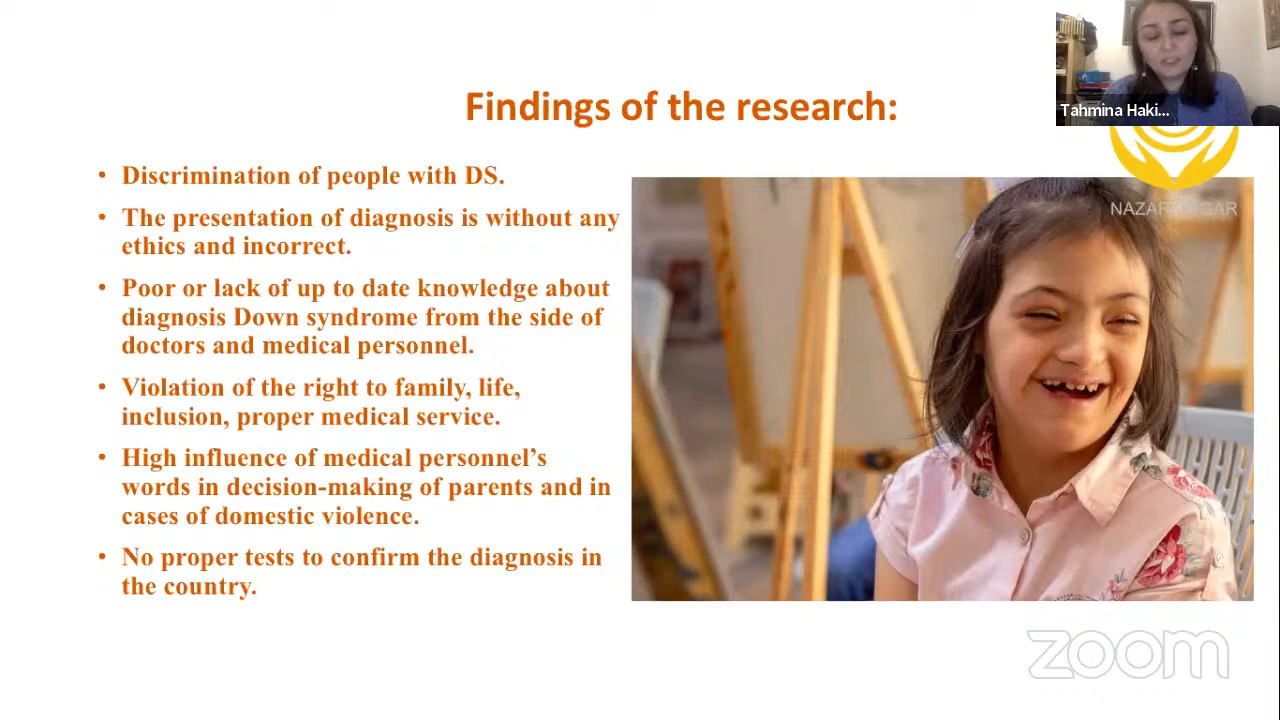 Tahmina Haki...
Findings of the research:
• Discrimination of people with DS.
• The presentation of diagnosis is without any
ethics and incorrect.
• Poor or lack of up to date knowledge about
diagnosis Down syndrome from the side of
doctors and medical personnel.
• Violation of the right to family, life,
inclusion, proper medical service.
• High influence of medical personnel’s
words in decision-making of parents and in
cases of domestic violence.
• No proper tests to confirm the diagnosis in
the country.
zoom